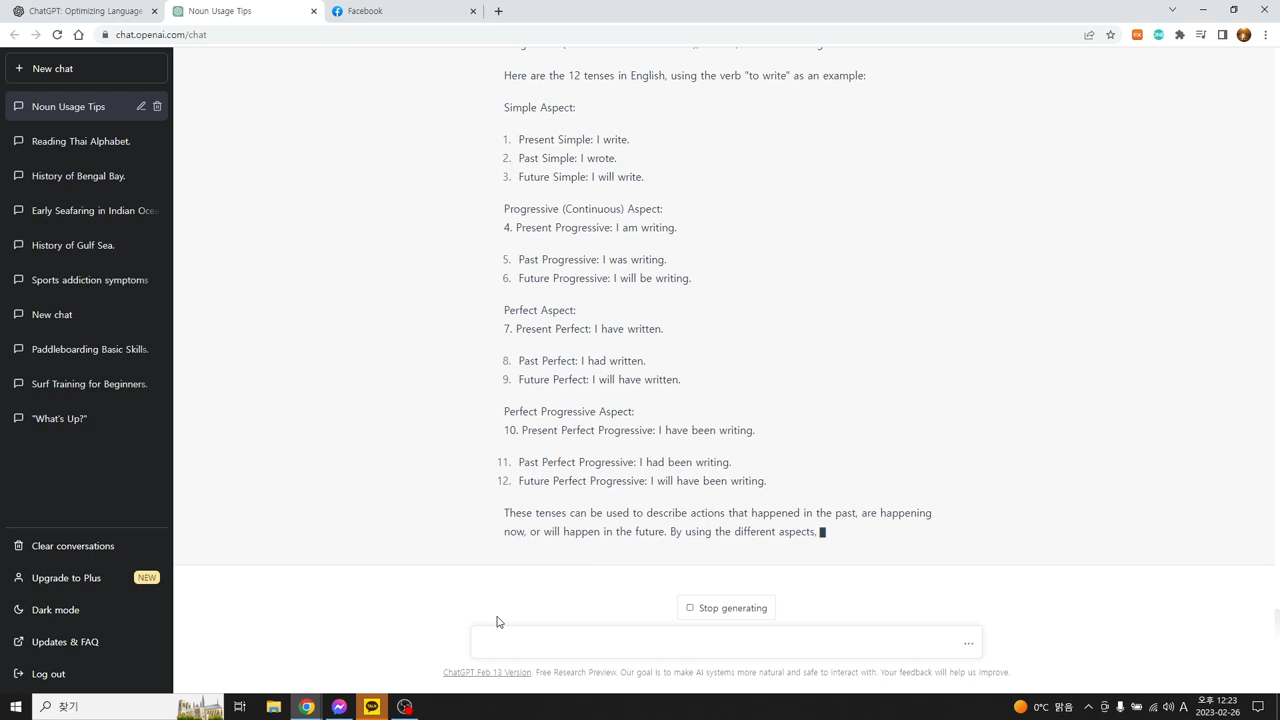 ChatGPT: Optimizing Language
Noun Usage Tips
Facebook
chat.openai.com/chat
New chat
Noun Usage Tips
Reading Thai Alphabet.
History of Bengal Bay.
Early Seafaring in Indian Ocea
History of Gulf Sea.
Sports addiction symptoms
New chat
Paddleboarding Basic Skills.
Surf Training for Beginners.
"What's Up?"
Clear conversations
Upgrade to Plus NEW
Dark mode
Updates & FAQ
Log out
Here are the 12 tenses in English, using the verb "to write" as an example:
Simple Aspect:
1. Present Simple: I write.
2. Past Simple: I wrote.
3. Future Simple: I will write.
Progressive (Continuous) Aspect:
4. Present Progressive: I am writing.
5. Past Progressive: I was writing.
6. Future Progressive: I will be writing.
Perfect Aspect:
7. Present Perfect: I have written.
8. Past Perfect: I had written.
9. Future Perfect: I will have written.
Perfect Progressive Aspect:
10. Present Perfect Progressive: I have been writing.
11. Past Perfect Progressive: I had been writing.
12. Future Perfect Progressive: I will have been writing.
These tenses can be used to describe actions that happened in the past, are happening
now, or will happen in the future. By using the different aspects,
Stop generating
ChatGPT Feb 13 Version. Free Research Preview. Our goal is to make AI systems more natural and safe to interact with. Your feedback will help us improve.
찾기
TALK
0°C 맑음
A
오후 12:23
2023-02-26